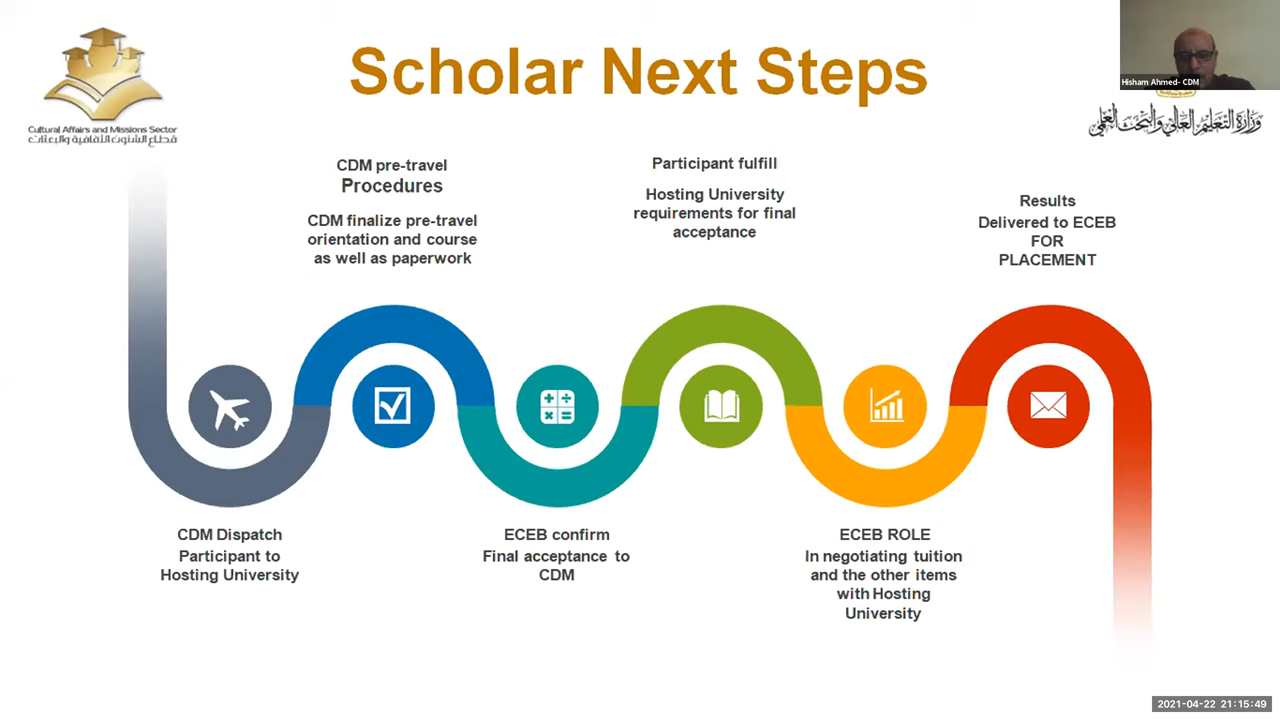 Scholar Next Steps
Hisham Ahmed- CDM
Cultural Affairs and Missions Sector
قطاع الشئون الثقافية والبعثات
وزارة التعليم العالي والبحث العلمي
CDM pre-travel
Procedures
CDM finalize pre-travel
orientation and course
as well as paperwork
Participant fulfill
Hosting University
requirements for final
acceptance
Results
Delivered to ECEB
FOR
PLACEMENT
CDM Dispatch
Participant to
Hosting University
ECEB confirm
Final acceptance to
CDM
ECEB ROLE
In negotiating tuition
and the other items
with Hosting
University
2021-04-22 21:15:49